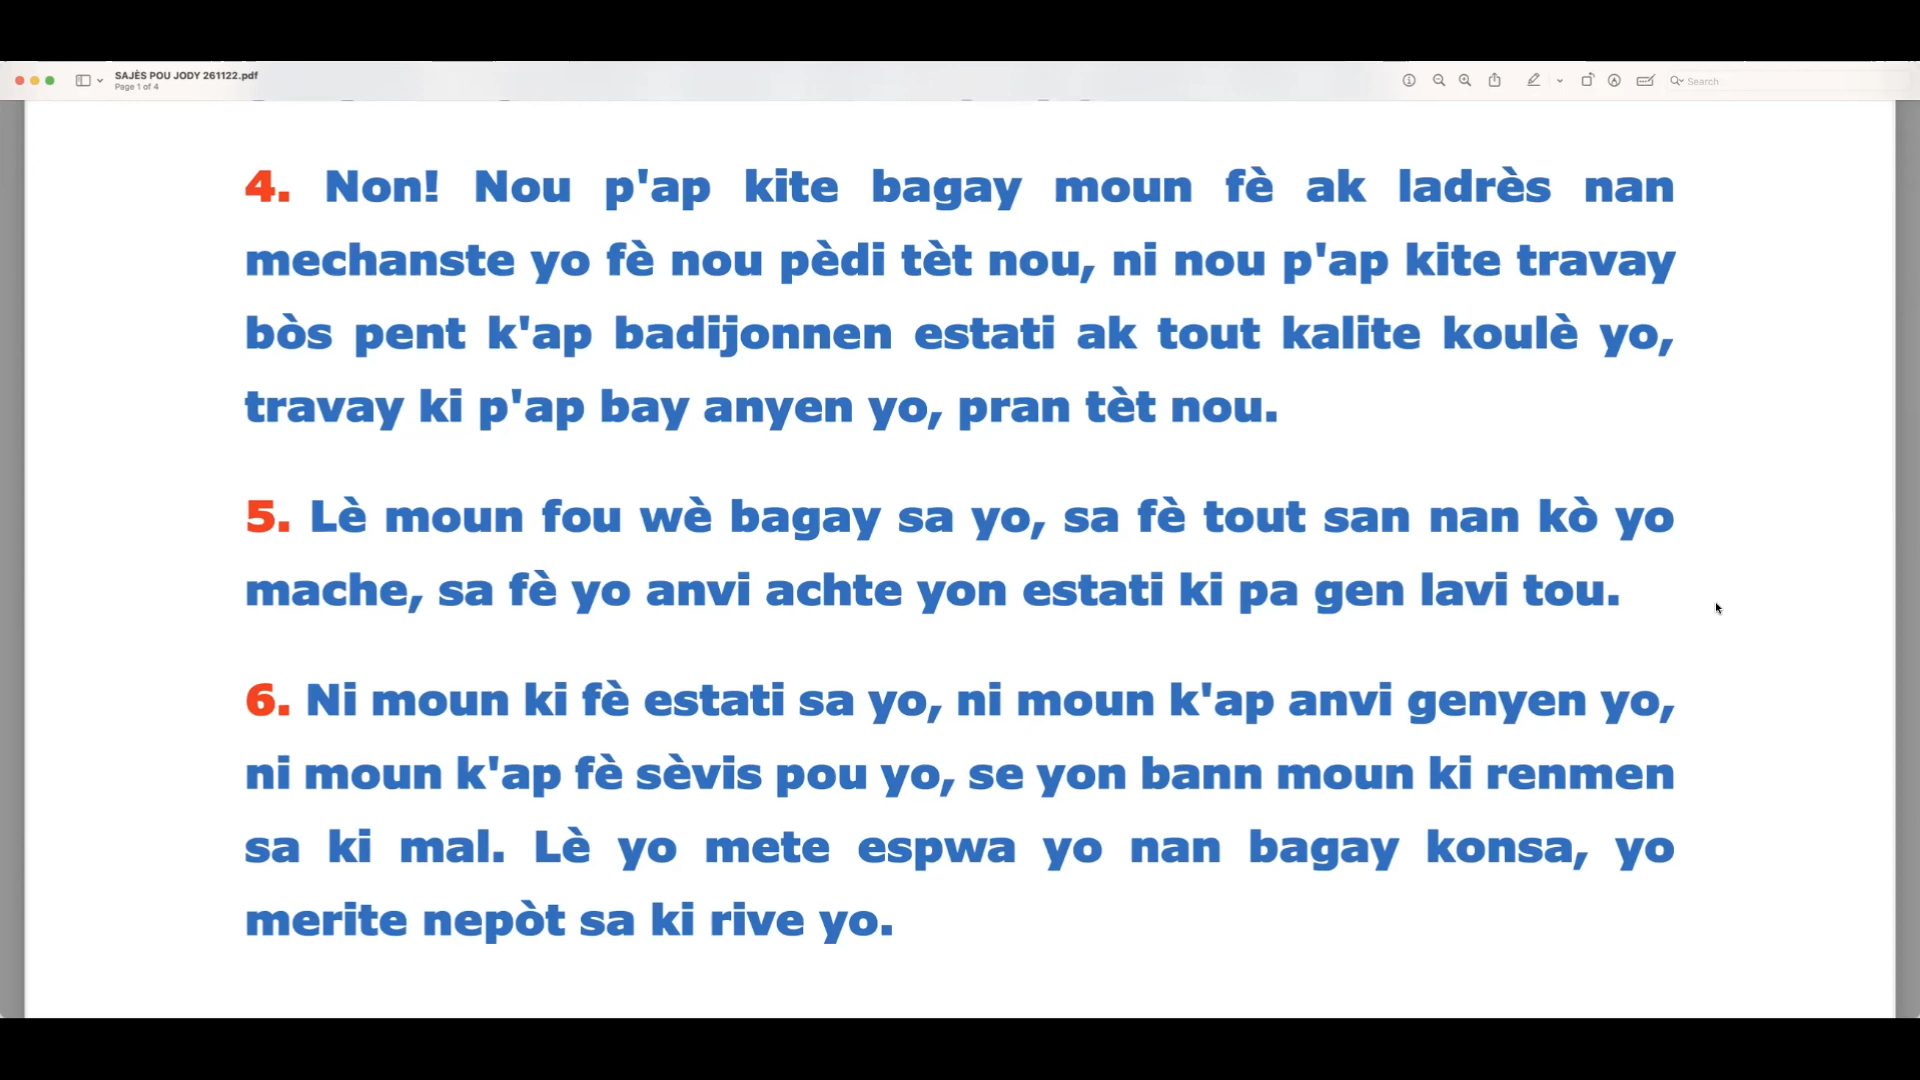 SAJÈS POU JODY 261122.pdf
Page 1 of 4
Search
4. Non! Nou p'ap kite bagay moun fè ak ladrès nan
mechanste yo fè nou pèdi tèt nou, ni nou p'ap kite travay
bòs pent k'ap badijonnen estati ak tout kalite koulè yo,
travay ki p'ap bay anyen yo, pran tèt nou.
5. Lè moun fou wè bagay sa yo, sa fè tout san nan kò yo
mache, sa fè yo anvi achte yon estati ki pa gen lavi tou.
6. Ni moun ki fè estati sa yo, ni moun k'ap anvi genyen yo,
ni moun k'ap fè sèvis pou yo, se yon bann moun ki renmen
sa ki mal. Lè yo mete espwa yo nan bagay konsa, yo
merite nepòt sa ki rive yo.